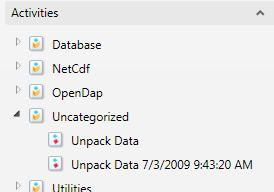 Activities
Database
NetCdf
OpenDap
Uncategorized
Unpack Data
Unpack Data 7/3/2009 9:43:20 AM
Utilities